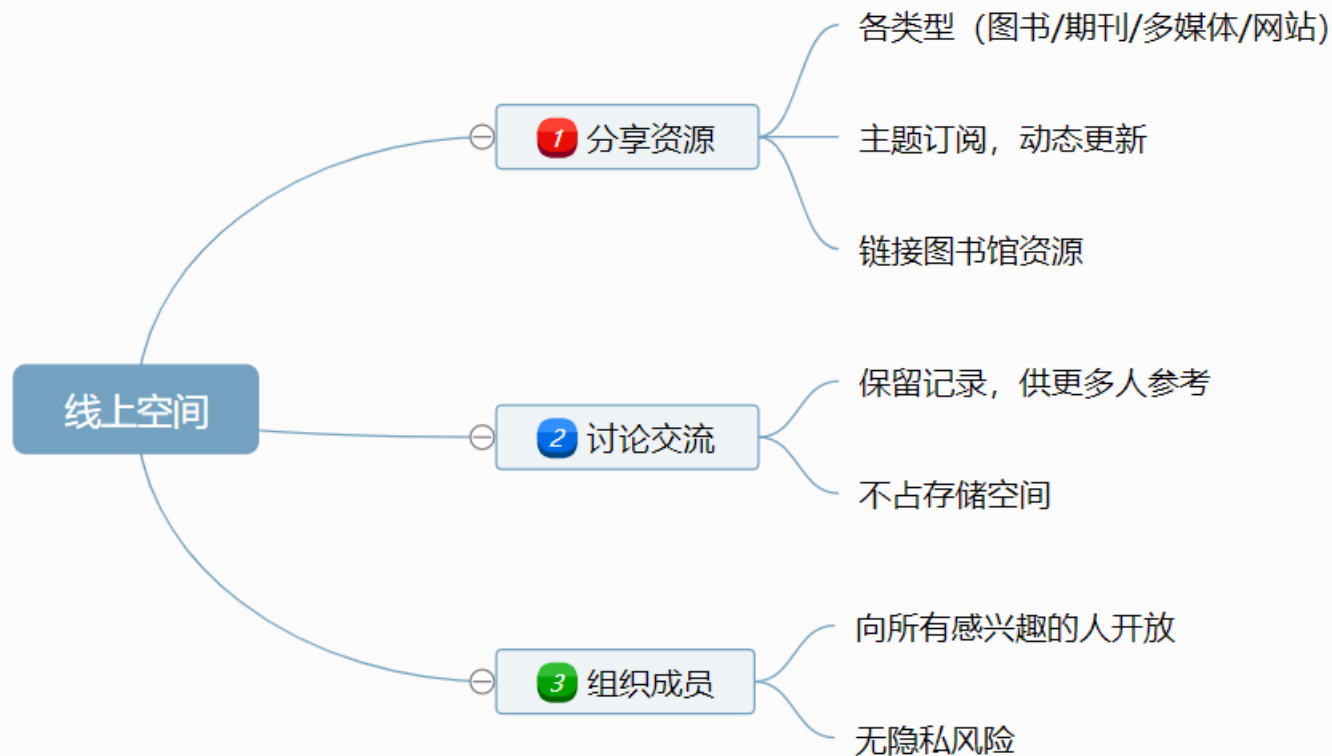 线上空间
1 分享资源
各类型（图书/期刊/多媒体/网站）
主题订阅，动态更新
链接图书馆资源
2 讨论交流
保留记录，供更多人参考
不占存储空间
3 组织成员
向所有感兴趣的人开放
无隐私风险